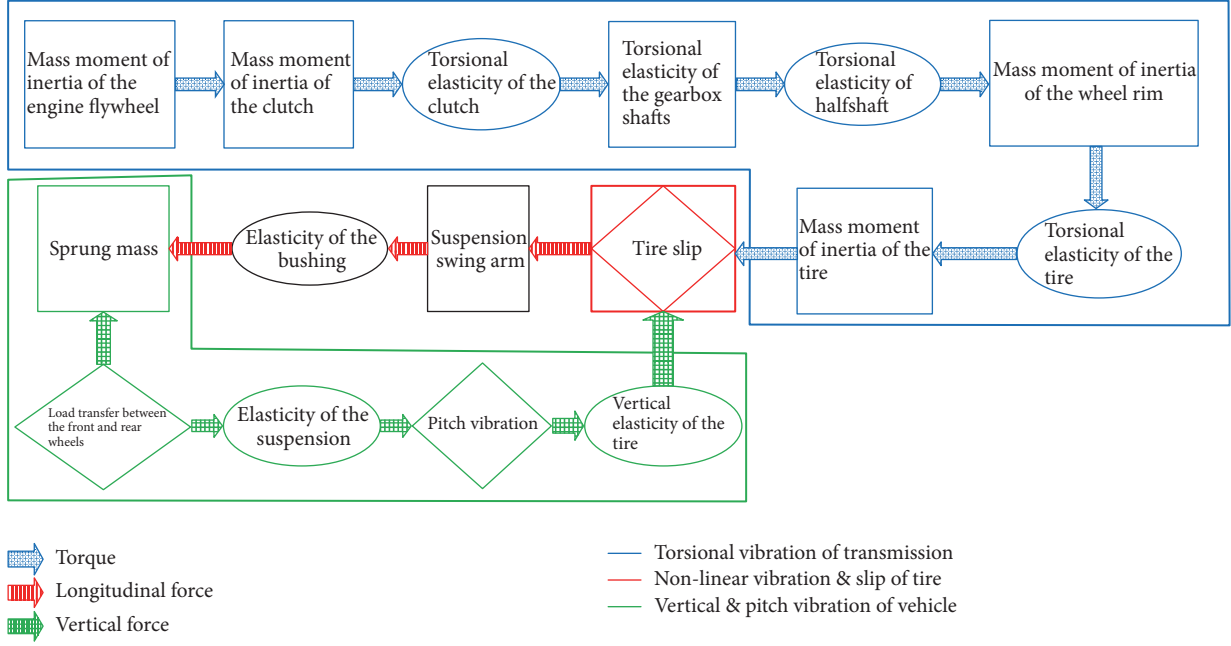 Mass moment of
inertia of the
engine flywheel
Mass moment
of inertia of
the clutch
Torsional
elasticity of the
clutch
Torsional
elasticity of
the gearbox
shafts
Torsional
elasticity of
halfshaft
Mass moment of inertia
of the wheel rim
Sprung mass
Elasticity of the
bushing
Suspension
swing arm
Tire slip
Mass moment
of inertia of the
tire
Torsional
elasticity of the
tire
Load transfer between
the front and rear
wheels
Elasticity of the
suspension
Pitch vibration
Vertical
elasticity of the
tire
Torque
Longitudinal force
Vertical force
Torsional vibration of transmission
Non-linear vibration & slip of tire
Vertical & pitch vibration of vehicle